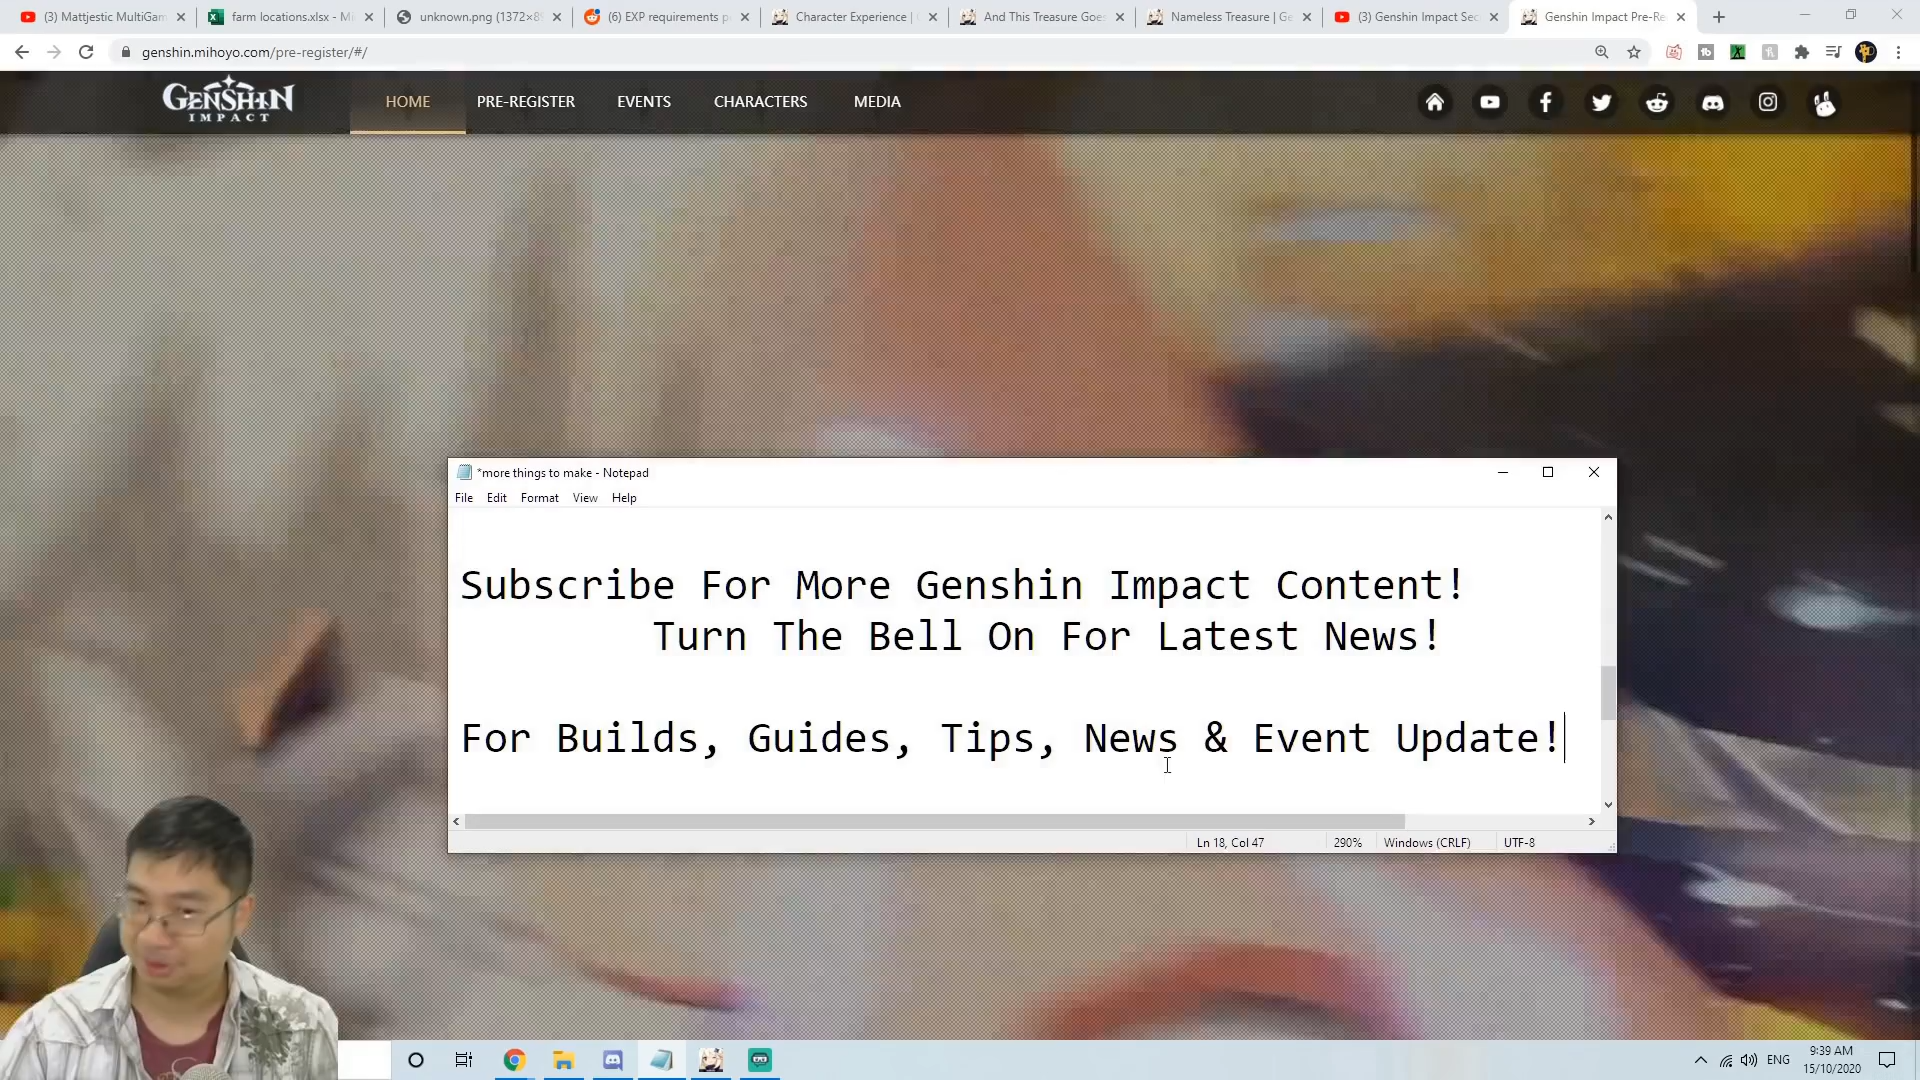 (3) Mattjestic MultiGam
farm locations.xlsx - Mi
unknown.png (1372×89
(6) EXP requirements p
Character Experience | G
And This Treasure Goes
Nameless Treasure | Ge
(3) Genshin Impact Sec
Genshin Impact Pre-Re
genshin.mihoyo.com/pre-register/#/
GENSHIN IMPACT
HOME PRE-REGISTER EVENTS CHARACTERS MEDIA
*more things to make - Notepad
File Edit Format View Help
Subscribe For More Genshin Impact Content!
Turn The Bell On For Latest News!
For Builds, Guides, Tips, News & Event Update!
Ln 18, Col 47 290% Windows (CRLF) UTF-8
ENG
9:39 AM
15/10/2020